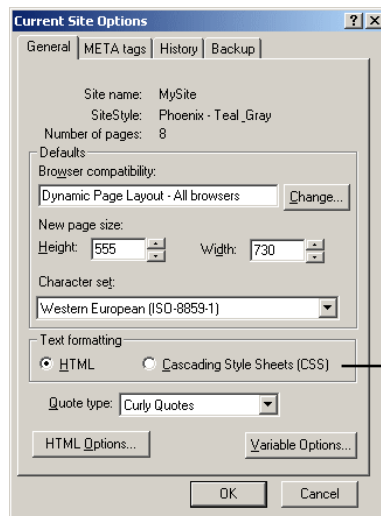 Current Site Options
General META tags History Backup
Site name: MySite
SiteStyle: Phoenix - Teal_Gray
Number of pages: 8
Defaults
Browser compatibility:
Dynamic Page Layout - All browsers Change...
New page size:
Height: 555 Width: 730
Character set:
Western European (ISO-8859-1)
Text formatting
HTML Cascading Style Sheets (CSS)
Quote type: Curly Quotes
HTML Options... Variable Options...
OK Cancel